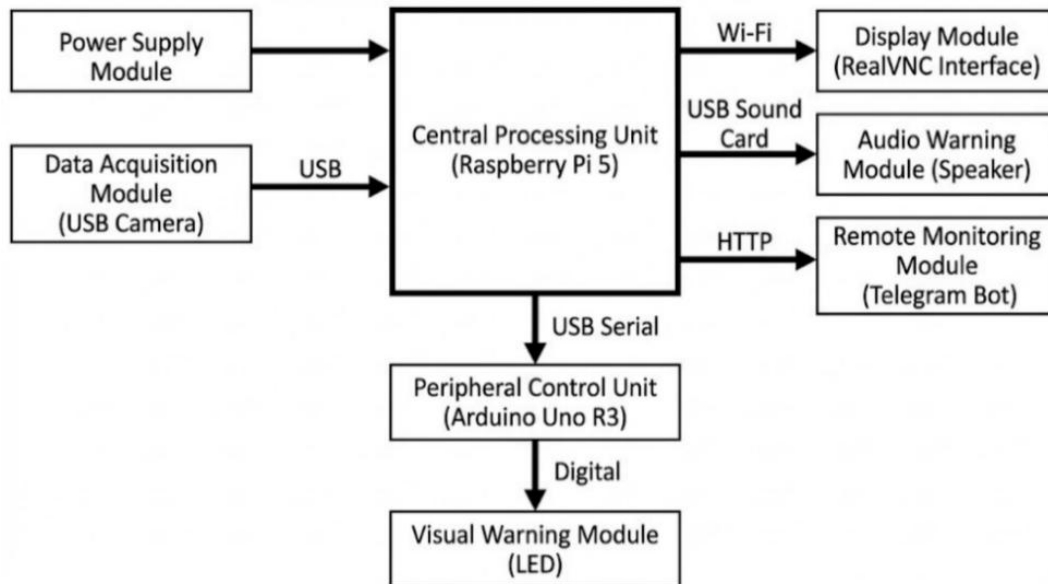 Power Supply
Module
Wi-Fi
Display Module
(RealVNC Interface)
Central Processing Unit
(Raspberry Pi 5)
USB Sound
Card
Audio Warning
Module (Speaker)
Data Acquisition
Module
(USB Camera)
USB
HTTP
Remote Monitoring
Module
(Telegram Bot)
USB Serial
Peripheral Control Unit
(Arduino Uno R3)
Digital
Visual Warning Module
(LED)